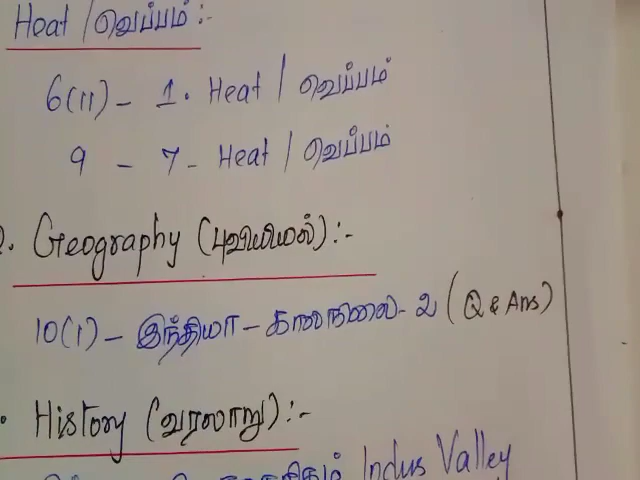 Heat / வெப்பம் :-
6(11) - 1. Heat / வெப்பம்
9 - 7 - Heat / வெப்பம்
. Geography (புவியியல்) :-
10(1) - இந்தியா - காலநிலை - 2 (Q & Ans)
. History (வரலாறு) :-
Indus Valley